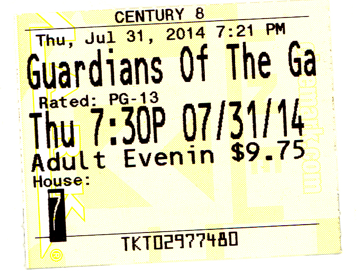 CENTURY 8
Thu, Jul 31, 2014 7:21 PM
Guardians Of The Ga
Rated: PG-13
Thu 7:30P 07/31/14
Adult Evenin $9.75
House:
7
TKT02977480